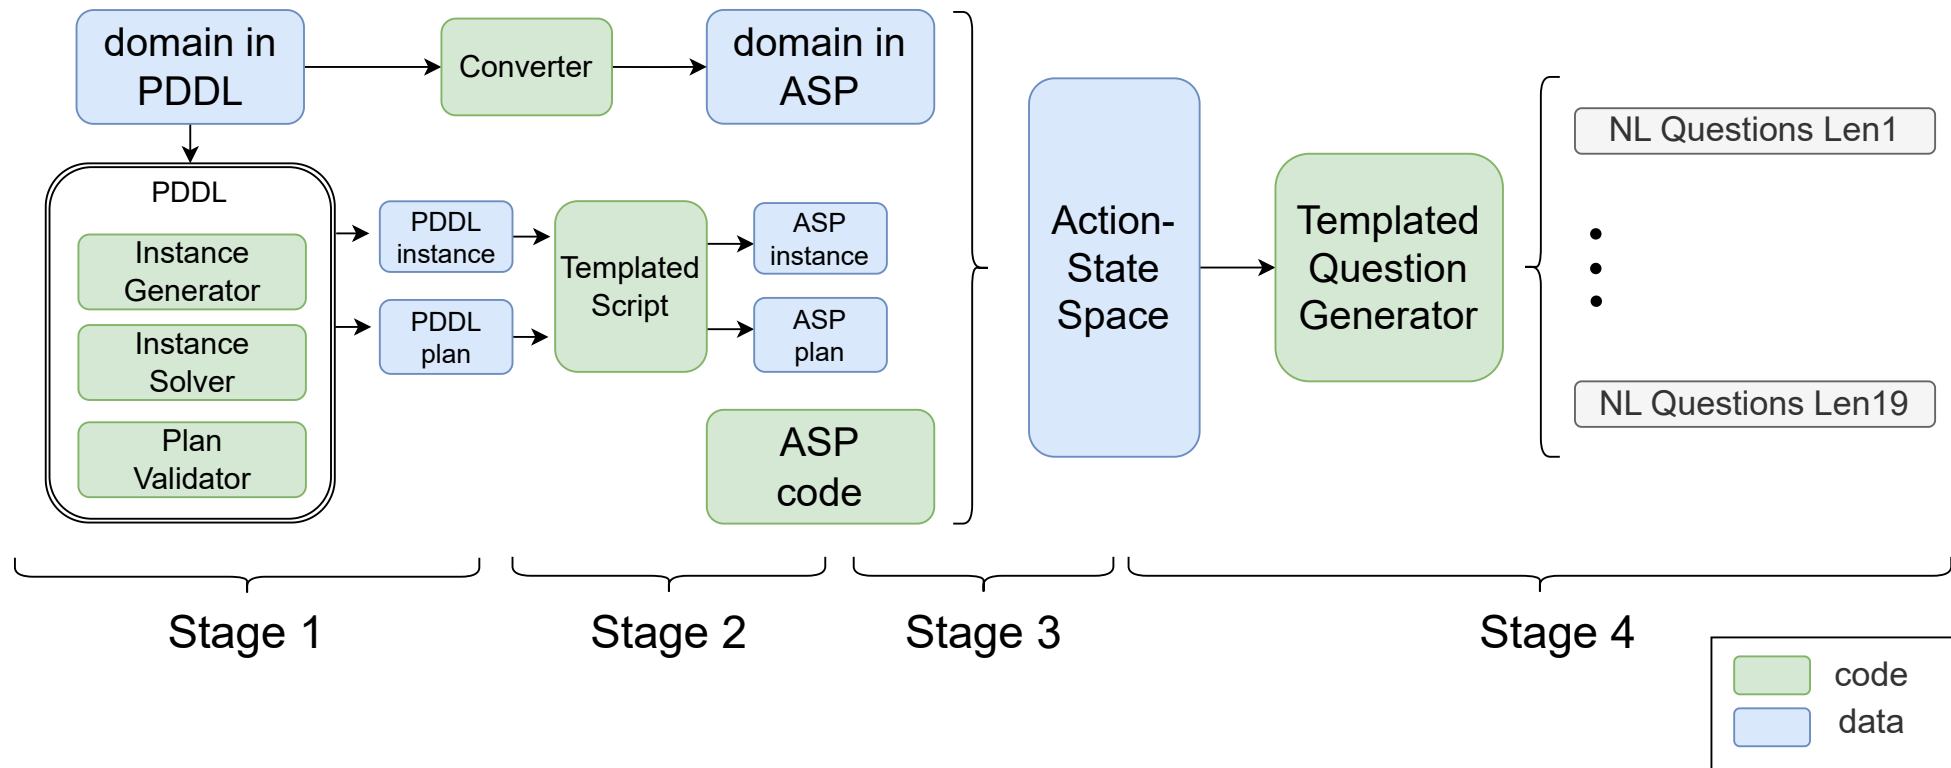 domain in
PDDL
Converter
domain in
ASP
PDDL
Instance
Generator
Instance
Solver
Plan
Validator
PDDL
instance
PDDL
plan
Templated
Script
ASP
instance
ASP
plan
ASP
code
Action-
State
Space
Templated
Question
Generator
NL Questions Len1
NL Questions Len19
Stage 1
Stage 2
Stage 3
Stage 4
code
data